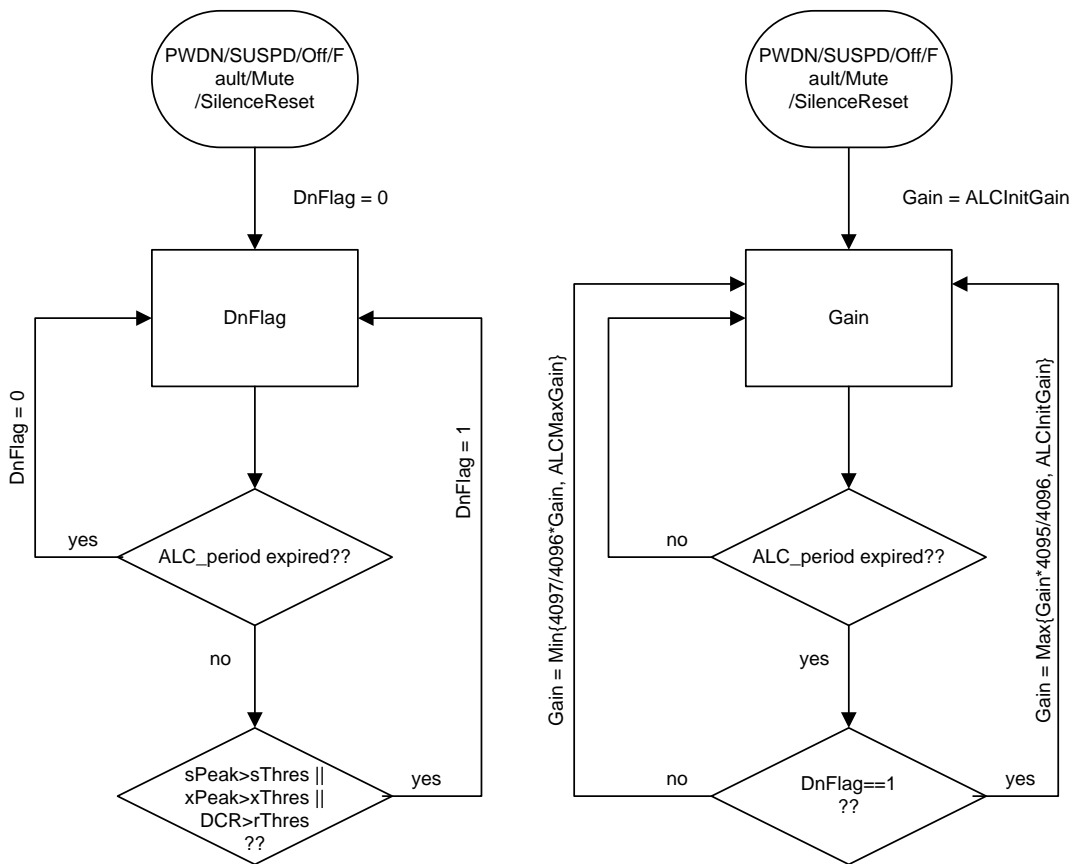 PWDN/SUSPD/Off/F
ault/Mute
/SilenceReset
DnFlag = 0
DnFlag
DnFlag = 0
DnFlag = 1
ALC_period expired??
yes
no
sPeak>sThres ||
xPeak>xThres ||
DCR>rThres
??
yes
PWDN/SUSPD/Off/F
ault/Mute
/SilenceReset
Gain = ALCInitGain
Gain
Gain = Min{4097/4096*Gain, ALCMaxGain}
Gain = Max{Gain*4095/4096, ALCInitGain}
ALC_period expired??
no
yes
DnFlag==1
??
no
yes